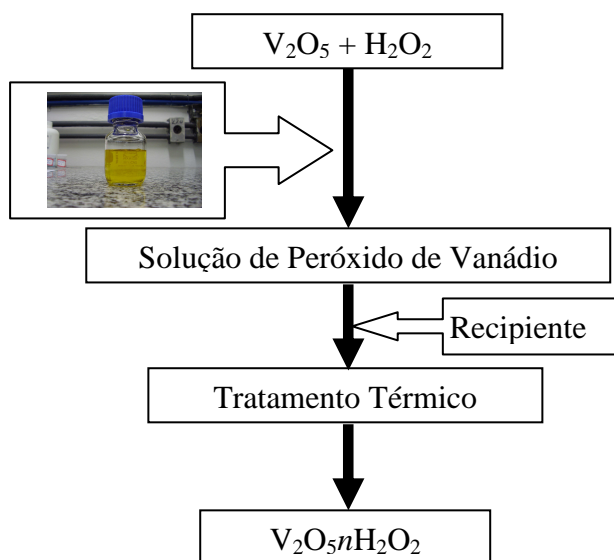 V₂O₅ + H₂O₂
Solução de Peróxido de Vanádio
Recipiente
Tratamento Térmico
V₂O₅nH₂O₂